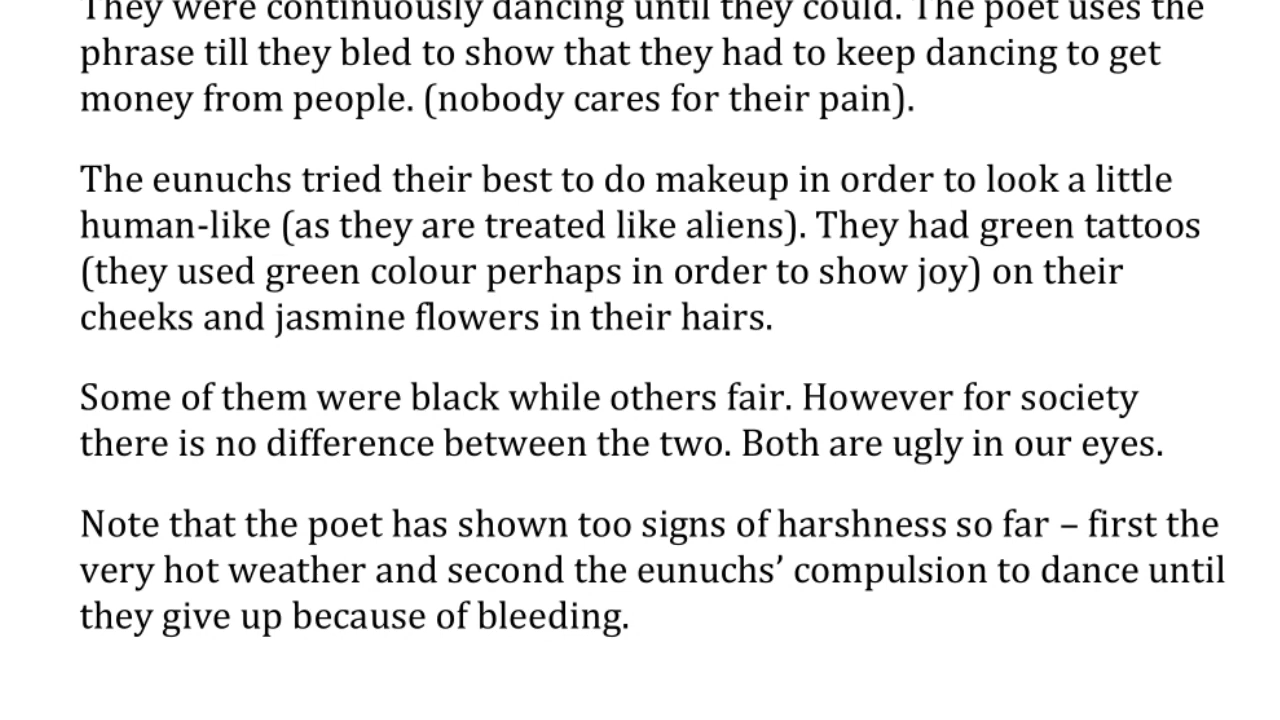 They were continuously dancing until they could. The poet uses the
phrase till they bled to show that they had to keep dancing to get
money from people. (nobody cares for their pain).
The eunuchs tried their best to do makeup in order to look a little
human-like (as they are treated like aliens). They had green tattoos
(they used green colour perhaps in order to show joy) on their
cheeks and jasmine flowers in their hairs.
Some of them were black while others fair. However for society
there is no difference between the two. Both are ugly in our eyes.
Note that the poet has shown too signs of harshness so far – first the
very hot weather and second the eunuchs’ compulsion to dance until
they give up because of bleeding.